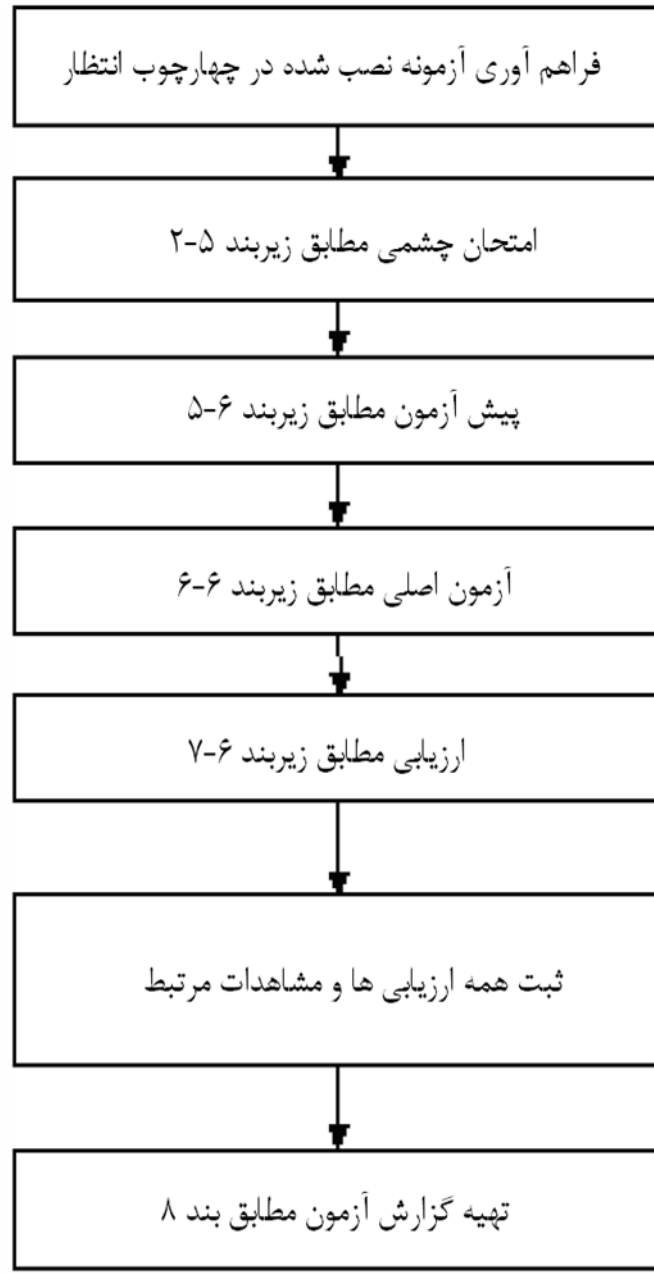 فراهم آوری آزمونه نصب شده در چهارچوب انتظار
امتحان چشمی مطابق زیربند ۵-۲
پیش آزمون مطابق زیربند ۶-۵
آزمون اصلی مطابق زیربند ۶-۶
ارزیابی مطابق زیربند ۶-۷
ثبت همه ارزیابی ها و مشاهدات مرتبط
تهیه گزارش آزمون مطابق بند ۸